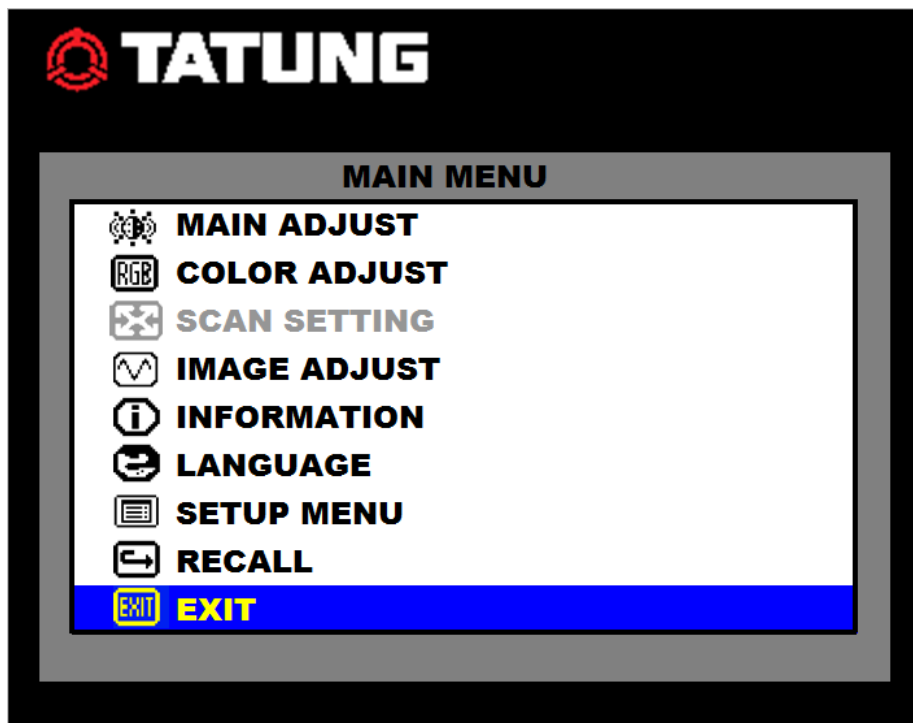 TATUNG
MAIN MENU
MAIN ADJUST
RGB COLOR ADJUST
SCAN SETTING
IMAGE ADJUST
i INFORMATION
LANGUAGE
SETUP MENU
RECALL
EXIT EXIT